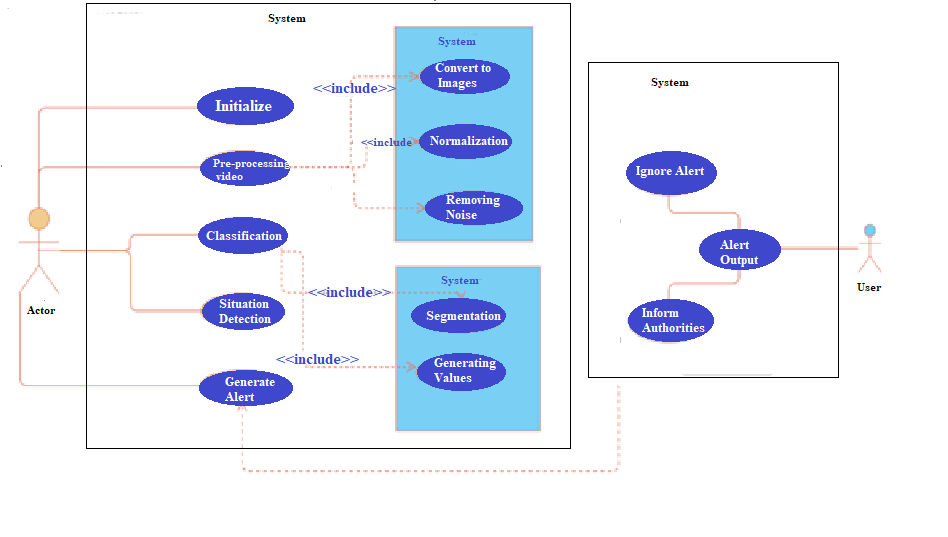 System
System
Convert to
Images
<<include>>
Initialize
<<include
Normalization
Pre-processing
video
Removing
Noise
Classification
System
<<include>>
Situation
Detection
Segmentation
<<include>>
Generating
Values
Generate
Alert
Actor
System
Ignore Alert
Alert
Output
Inform
Authorities
User